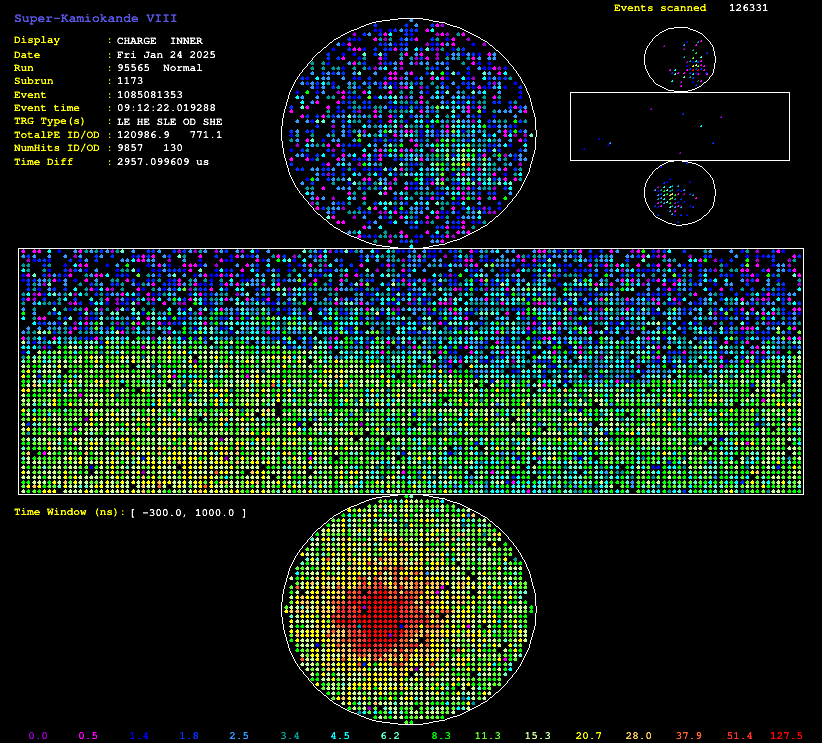 Super-Kamiokande VIII
Events scanned 126331
Display : CHARGE INNER
Date : Fri Jan 24 2025
Run : 95565 Normal
Subrun : 1173
Event : 1085081353
Event time : 09:12:22.019288
TRG Type(s) : LE HE SLE OD SHE
TotalPE ID/OD : 120986.9 771.1
NumHits ID/OD : 9857 130
Time Diff : 2957.099609 us
Time Window (ns): [ -300.0, 1000.0 ]
0.0 0.5 1.4 1.8 2.5 3.4 4.5 6.2 8.3 11.3 15.3 20.7 28.0 37.9 51.4 127.5